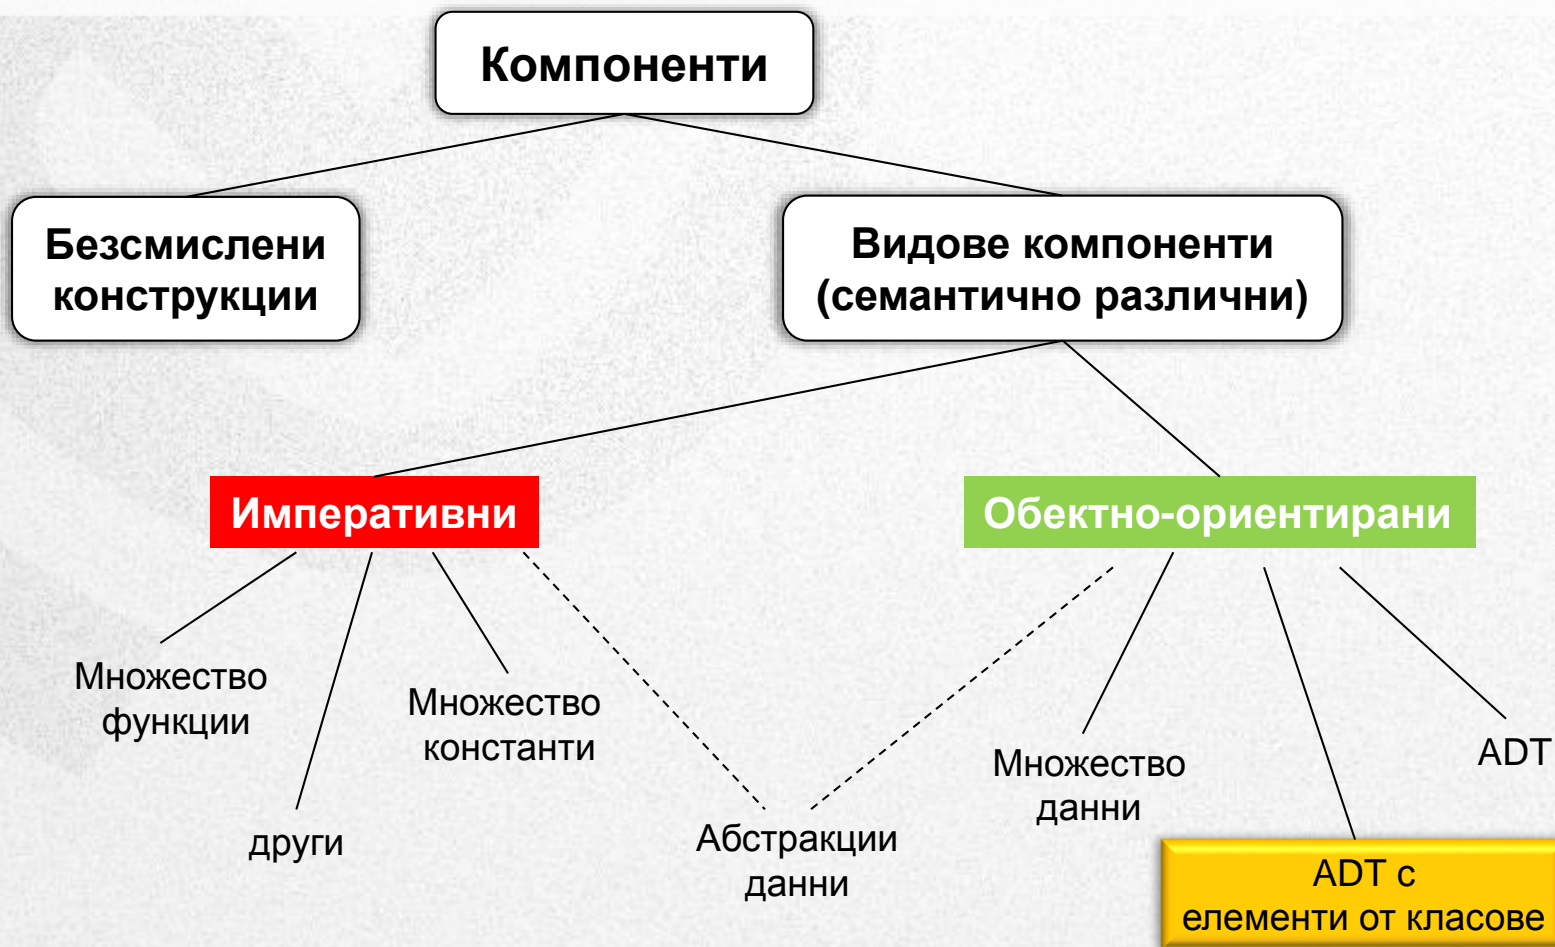 Компоненти
Безсмислени
конструкции
Видове компоненти
(семантично различни)
Императивни
Обектно-ориентирани
Множество
функции
Множество
константи
други
Абстракции
данни
Множество
данни
ADT
ADT с
елементи от класове